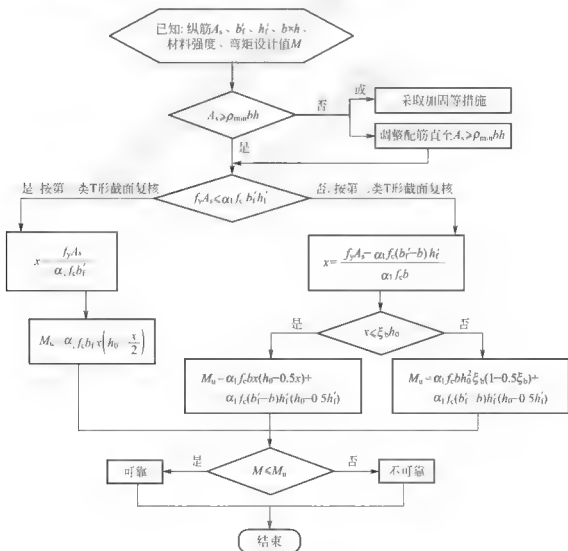 已知: 纵筋Aₛ、b′f、h′f、b×h、
材料强度、弯矩设计值M
Aₛ⩾ρminbh
否
或
采取加固等措施
调整配筋直至Aₛ⩾ρminbh
是
fyAₛ⩽α₁fcb′fh′f
是 按第 类T形截面复核
否, 按第 类T形截面复核
x= fyAₛ / α₁fcb′f
x= fyAₛ−α₁fc(b′f−b)h′f / α₁fcb
x⩽ξbh₀
是
否
Mu α₁fcb′fx(h₀ x/2)
Mu=α₁fcbx(h₀−0.5x)+
α₁fc(b′f−b)h′f(h₀−0.5h′f)
Mu=α₁fcbh₀²ξb(1−0.5ξb)+
α₁fc(b′f−b)h′f(h₀−0.5h′f)
M⩽Mu
是
否
可靠
不可靠
结束